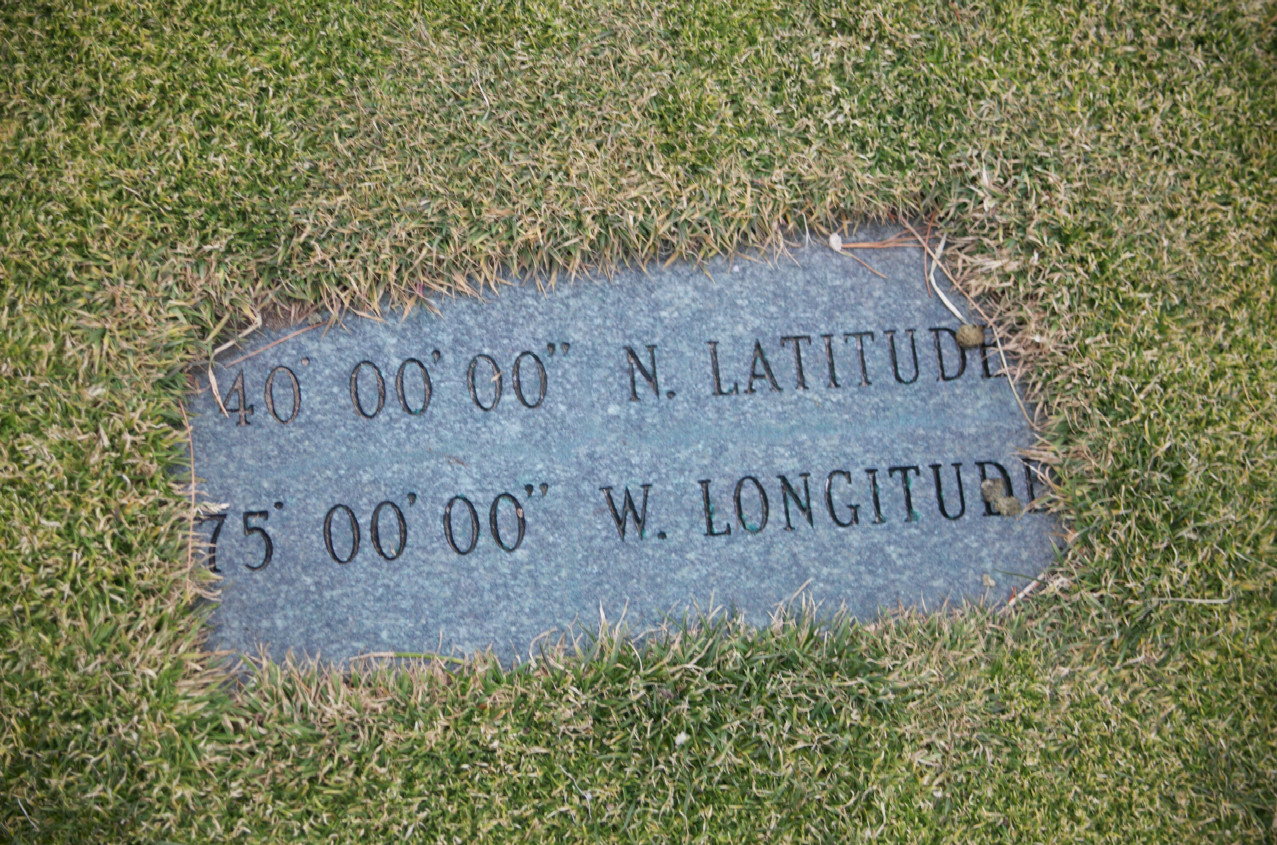 40° 00' 00" N. LATITUDE
75° 00' 00" W. LONGITUDE